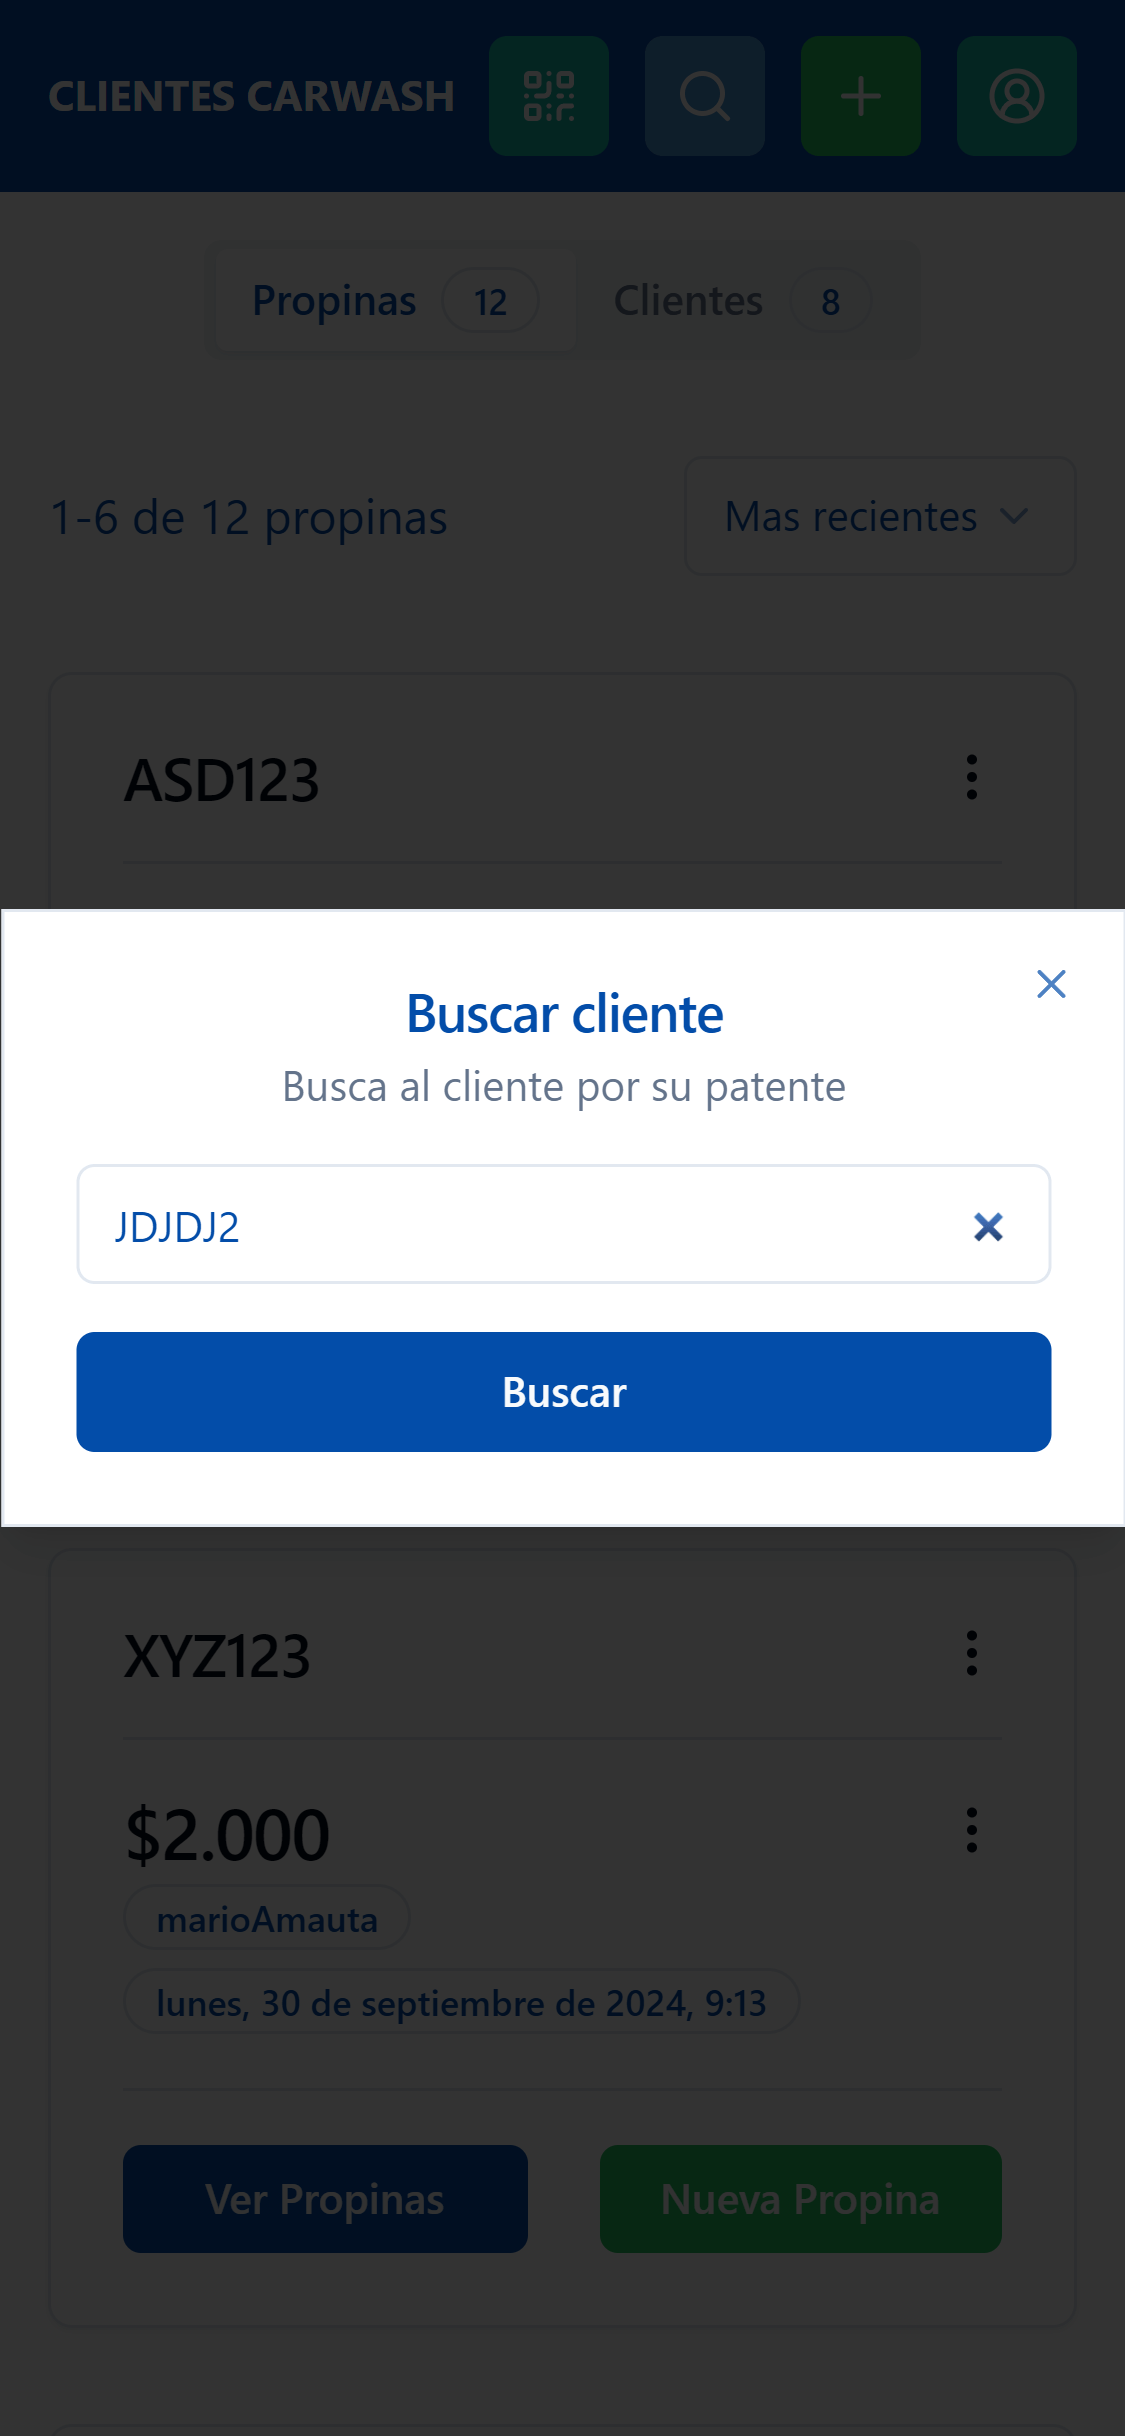 CLIENTES CARWASH
Propinas 12 Clientes 8
1-6 de 12 propinas Mas recientes
ASD123
Buscar cliente
Busca al cliente por su patente
JDJDJ2
Buscar
XYZ123
$2.000
marioAmauta
lunes, 30 de septiembre de 2024, 9:13
Ver Propinas Nueva Propina